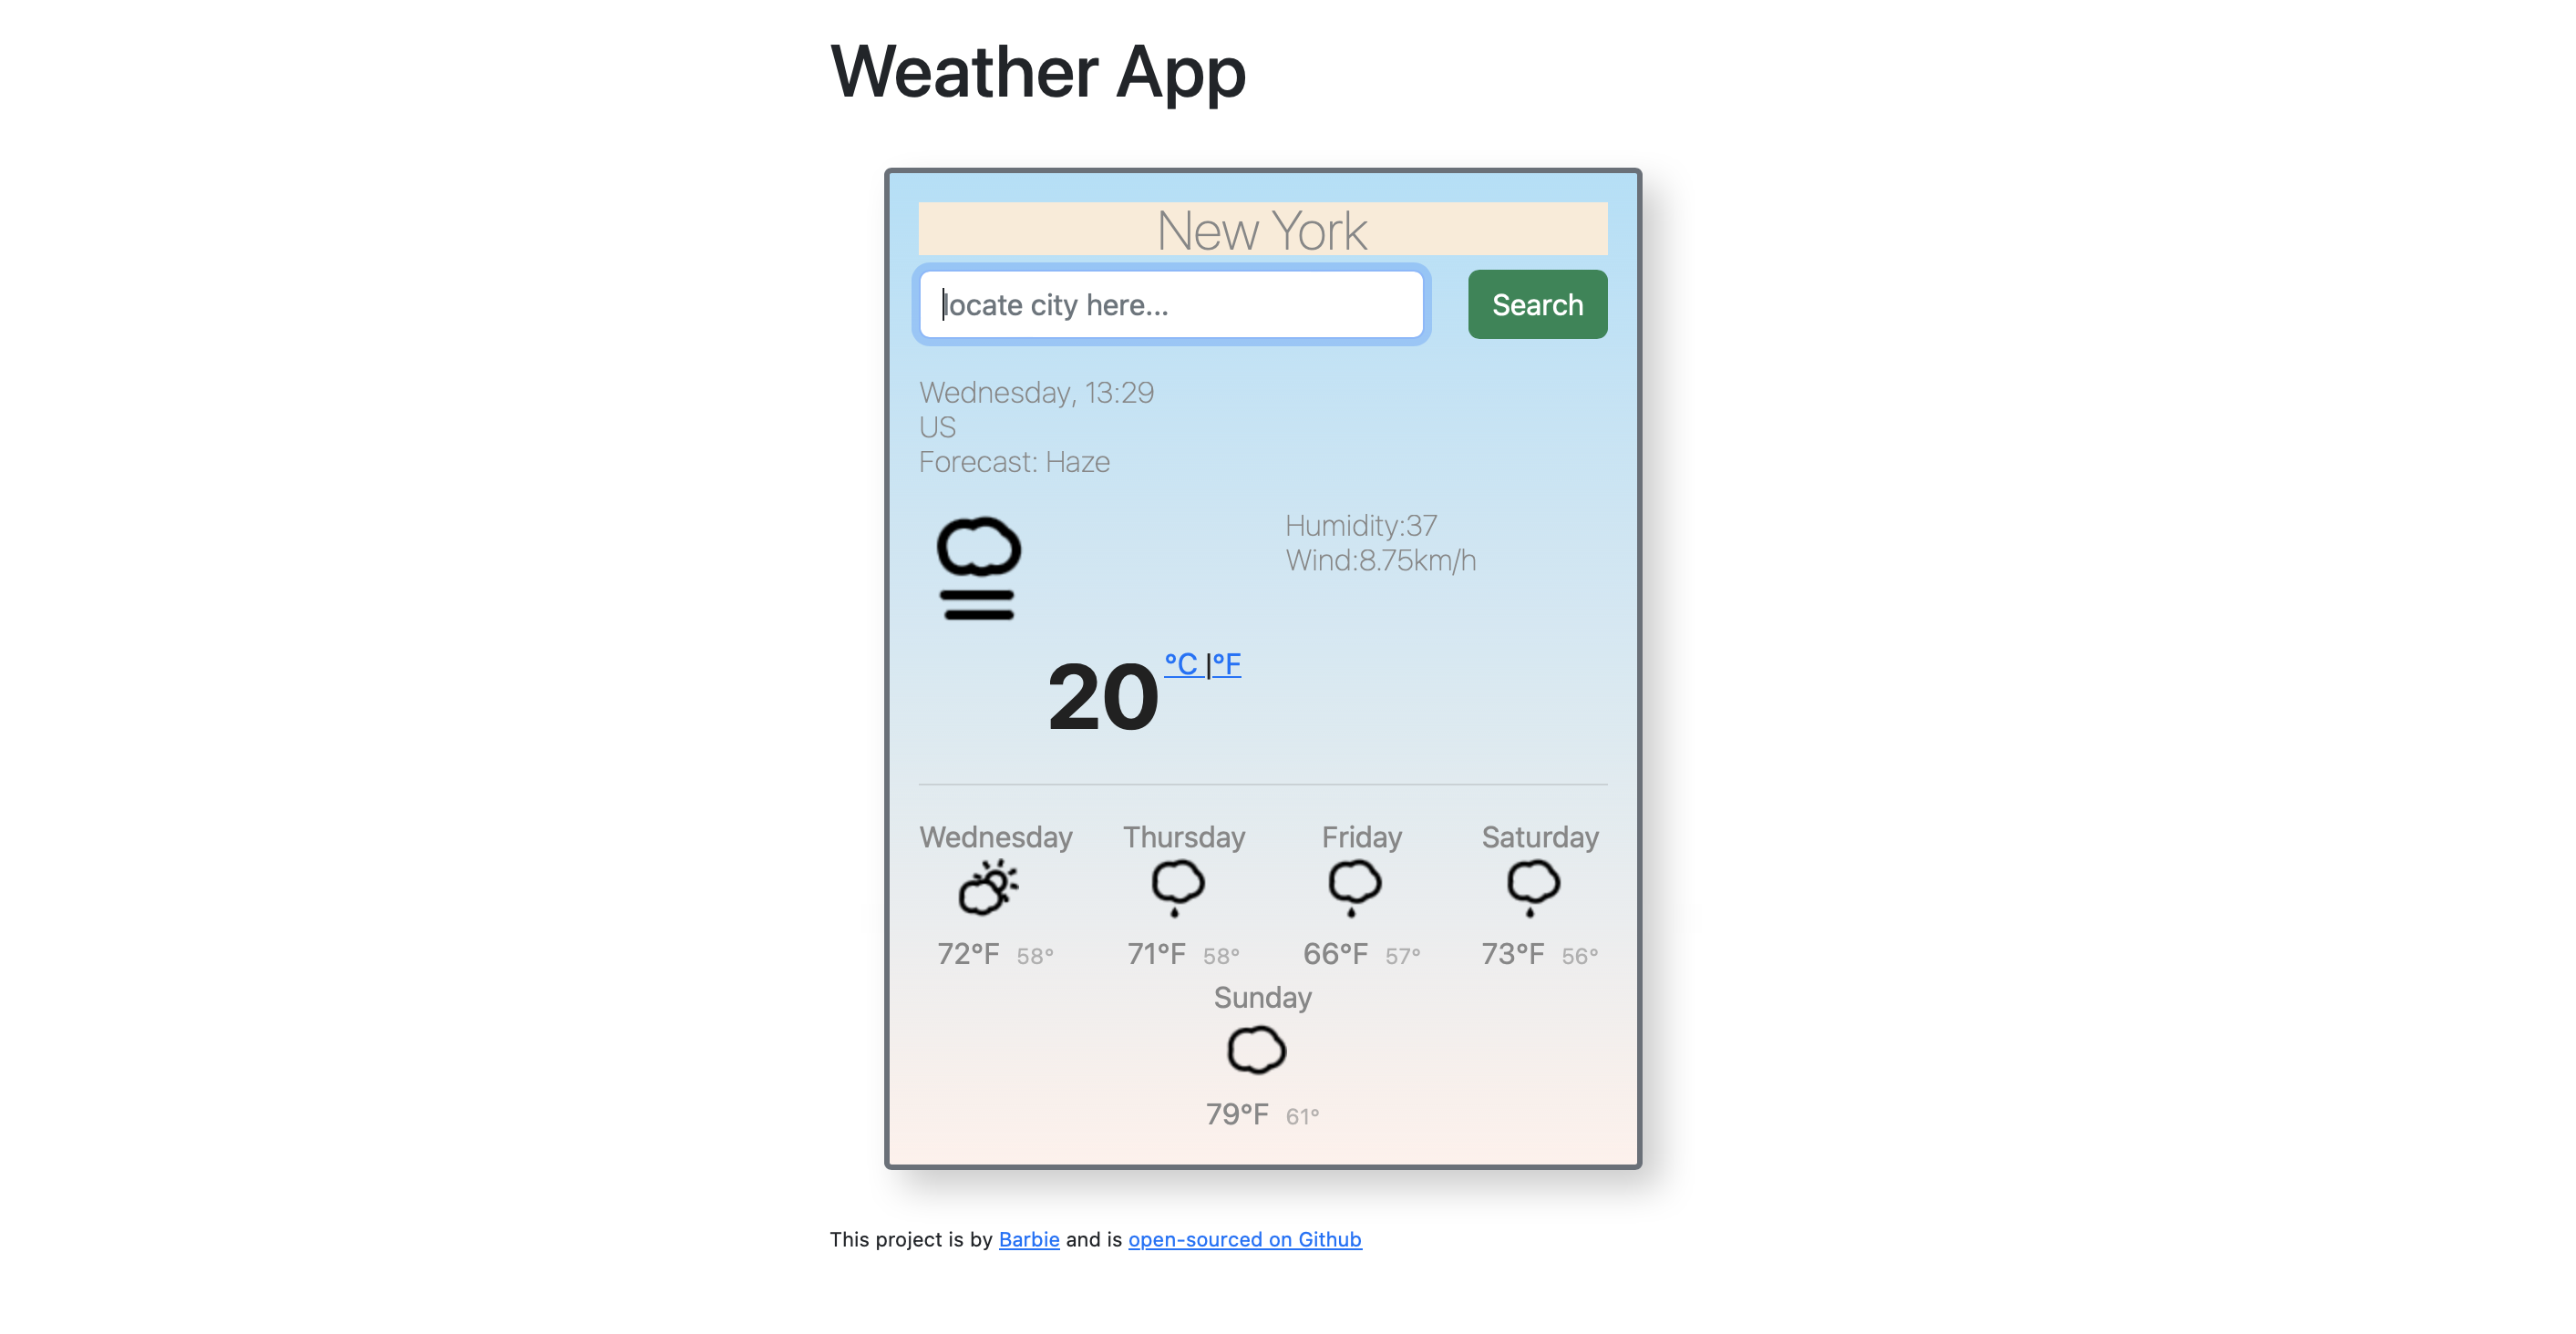 Weather App
New York
locate city here...
Search
Wednesday, 13:29
US
Forecast: Haze
Humidity:37
Wind:8.75km/h
20 °C |°F
Wednesday Thursday Friday Saturday
72°F 58° 71°F 58° 66°F 57° 73°F 56°
Sunday
79°F 61°
This project is by Barbie and is open-sourced on Github